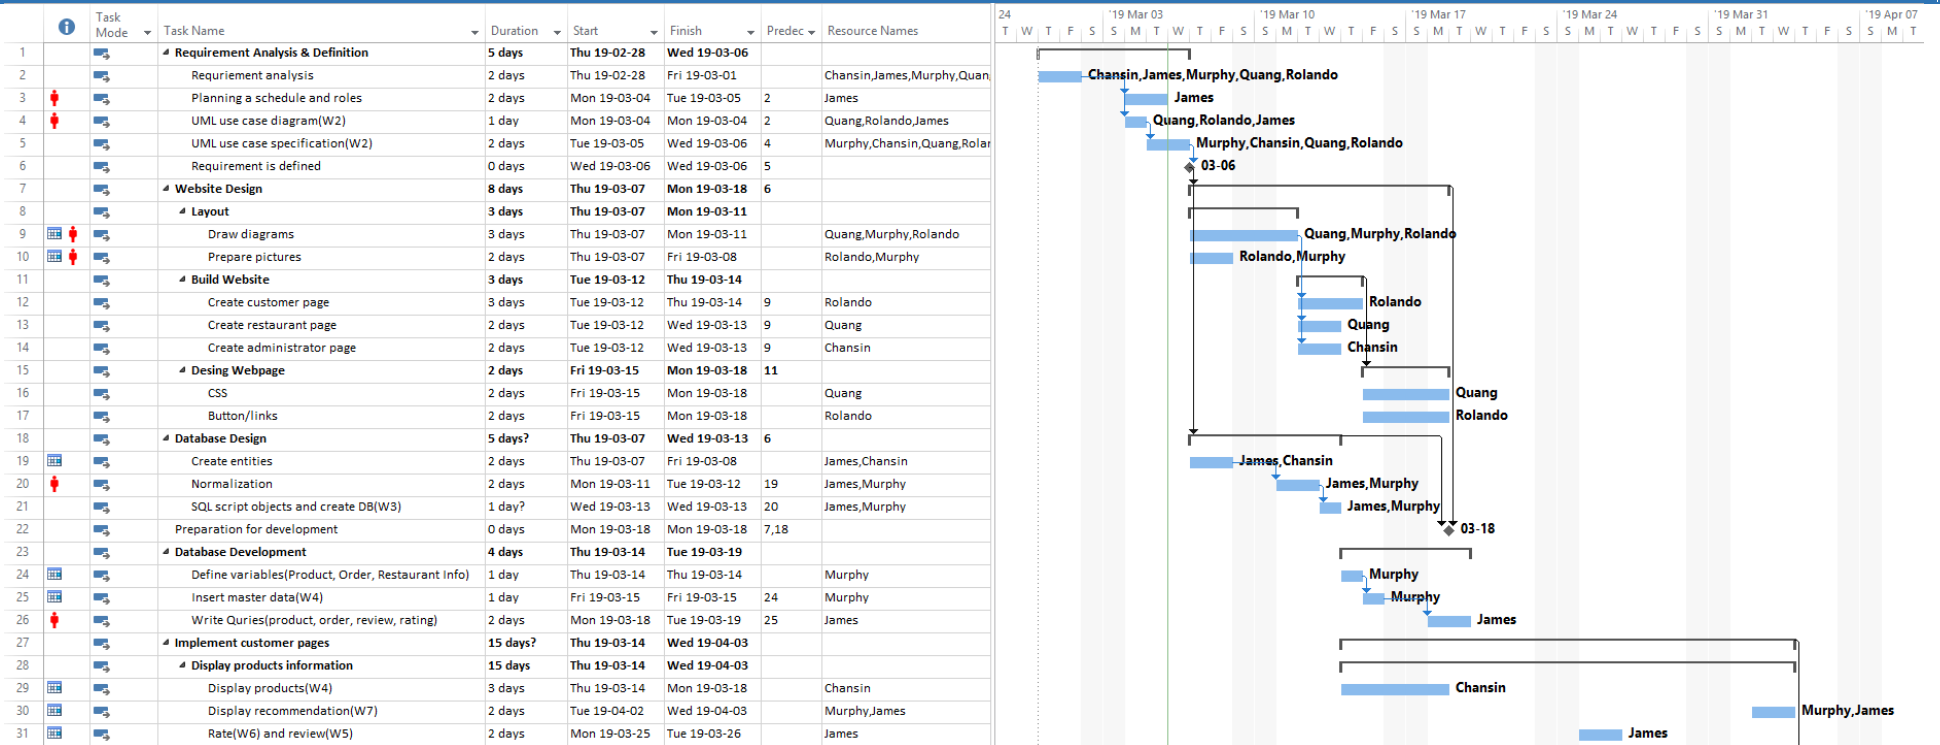 Task Mode Task Name Duration Start Finish Predec Resource Names
24 '19 Mar 03 '19 Mar 10 '19 Mar 17 '19 Mar 24 '19 Mar 31 '19 Apr 07
T W T F S S M T W T F S S M T W T F S S M T W T F S S M T W T F S S M T W T F S S M T
1 Requirement Analysis & Definition 5 days Thu 19-02-28 Wed 19-03-06
2 Requriement analysis 2 days Thu 19-02-28 Fri 19-03-01 Chansin,James,Murphy,Quan Chansin,James,Murphy,Quang,Rolando
3 Planning a schedule and roles 2 days Mon 19-03-04 Tue 19-03-05 2 James James
4 UML use case diagram(W2) 1 day Mon 19-03-04 Mon 19-03-04 2 Quang,Rolando,James Quang,Rolando,James
5 UML use case specification(W2) 2 days Tue 19-03-05 Wed 19-03-06 4 Murphy,Chansin,Quang,Rolar Murphy,Chansin,Quang,Rolando
6 Requirement is defined 0 days Wed 19-03-06 Wed 19-03-06 5 03-06
7 Website Design 8 days Thu 19-03-07 Mon 19-03-18 6
8 Layout 3 days Thu 19-03-07 Mon 19-03-11
9 Draw diagrams 3 days Thu 19-03-07 Mon 19-03-11 Quang,Murphy,Rolando Quang,Murphy,Rolando
10 Prepare pictures 2 days Thu 19-03-07 Fri 19-03-08 Rolando,Murphy Rolando,Murphy
11 Build Website 3 days Tue 19-03-12 Thu 19-03-14
12 Create customer page 3 days Tue 19-03-12 Thu 19-03-14 9 Rolando Rolando
13 Create restaurant page 2 days Tue 19-03-12 Wed 19-03-13 9 Quang Quang
14 Create administrator page 2 days Tue 19-03-12 Wed 19-03-13 9 Chansin Chansin
15 Desing Webpage 2 days Fri 19-03-15 Mon 19-03-18 11
16 CSS 2 days Fri 19-03-15 Mon 19-03-18 Quang Quang
17 Button/links 2 days Fri 19-03-15 Mon 19-03-18 Rolando Rolando
18 Database Design 5 days? Thu 19-03-07 Wed 19-03-13 6
19 Create entities 2 days Thu 19-03-07 Fri 19-03-08 James,Chansin James,Chansin
20 Normalization 2 days Mon 19-03-11 Tue 19-03-12 19 James,Murphy James,Murphy
21 SQL script objects and create DB(W3) 1 day? Wed 19-03-13 Wed 19-03-13 20 James,Murphy James,Murphy
22 Preparation for development 0 days Mon 19-03-18 Mon 19-03-18 7,18 03-18
23 Database Development 4 days Thu 19-03-14 Tue 19-03-19
24 Define variables(Product, Order, Restaurant Info) 1 day Thu 19-03-14 Thu 19-03-14 Murphy Murphy
25 Insert master data(W4) 1 day Fri 19-03-15 Fri 19-03-15 24 Murphy Murphy
26 Write Quries(product, order, review, rating) 2 days Mon 19-03-18 Tue 19-03-19 25 James James
27 Implement customer pages 15 days? Thu 19-03-14 Wed 19-04-03
28 Display products information 15 days Thu 19-03-14 Wed 19-04-03
29 Display products(W4) 3 days Thu 19-03-14 Mon 19-03-18 Chansin Chansin
30 Display recommendation(W7) 2 days Tue 19-04-02 Wed 19-04-03 Murphy,James Murphy,James
31 Rate(W6) and review(W5) 2 days Mon 19-03-25 Tue 19-03-26 James James